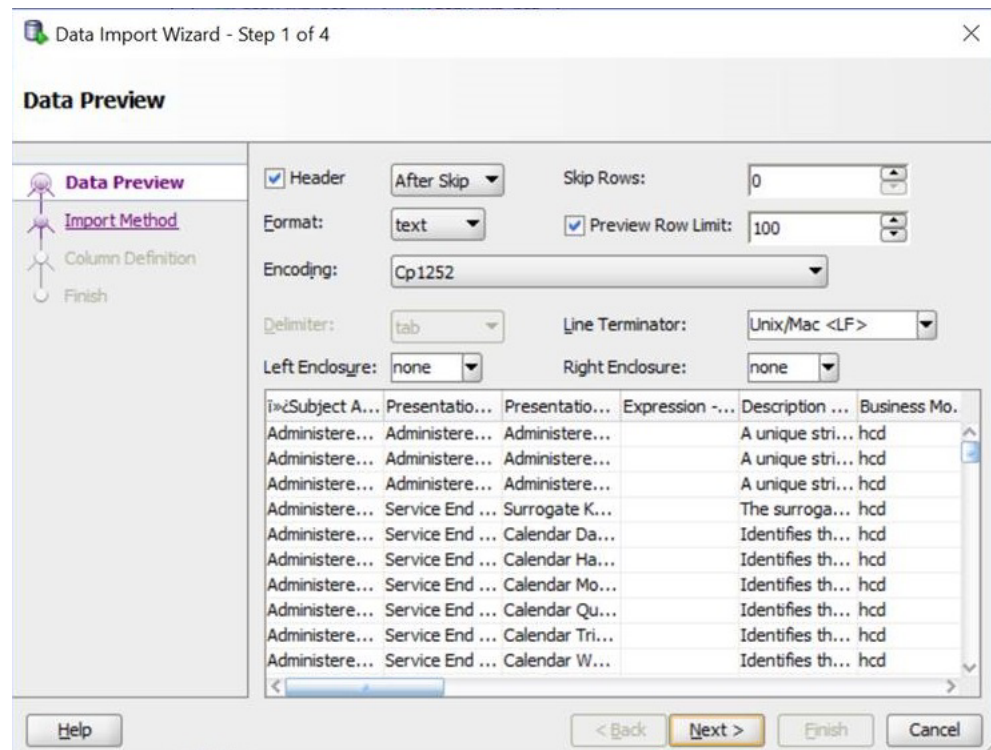 Data Import Wizard - Step 1 of 4
Data Preview
Data Preview
Import Method
Column Definition
Finish
Header After Skip Skip Rows: 0
Format: text Preview Row Limit: 100
Encoding: Cp1252
Delimiter: tab Line Terminator: Unix/Mac <LF>
Left Enclosure: none Right Enclosure: none
ï»¿Subject A... Presentatio... Presentatio... Expression -... Description ... Business Mo.
Administere... Administere... Administere... A unique stri... hcd
Administere... Administere... Administere... A unique stri... hcd
Administere... Administere... Administere... A unique stri... hcd
Administere... Service End ... Surrogate K... The surroga... hcd
Administere... Service End ... Calendar Da... Identifies th... hcd
Administere... Service End ... Calendar Ha... Identifies th... hcd
Administere... Service End ... Calendar Mo... Identifies th... hcd
Administere... Service End ... Calendar Qu... Identifies th... hcd
Administere... Service End ... Calendar Tri... Identifies th... hcd
Administere... Service End ... Calendar W... Identifies th... hcd
Help < Back Next > Finish Cancel